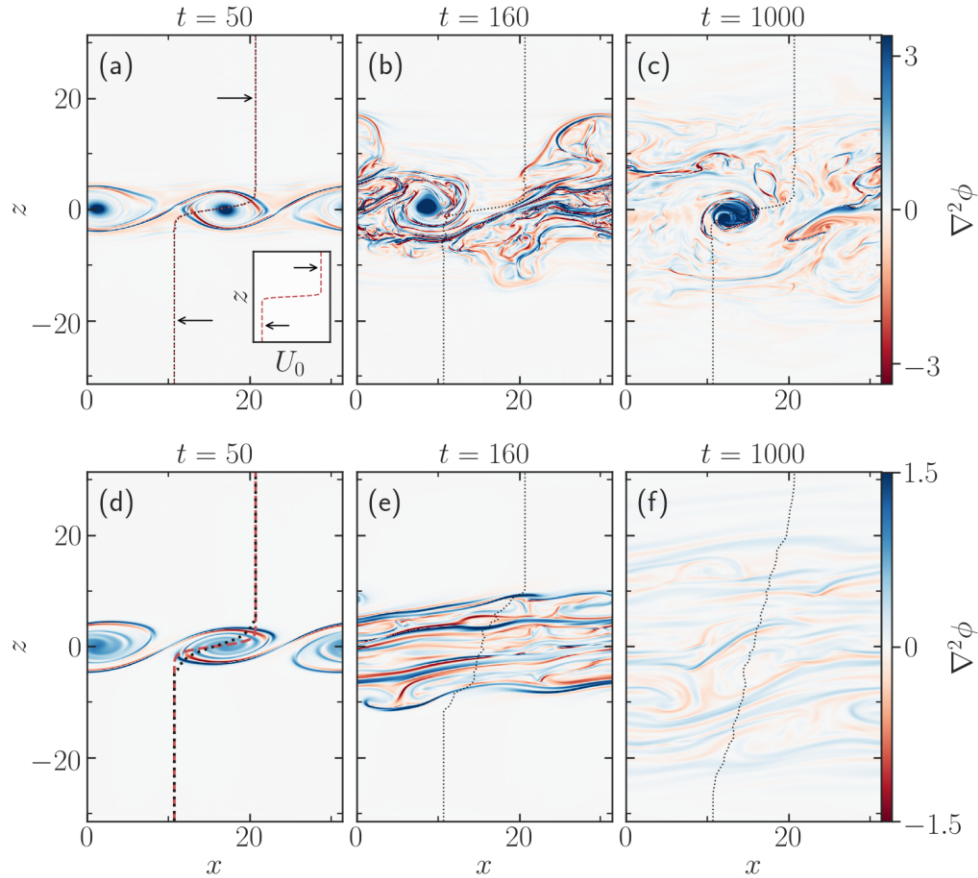 t = 50
t = 160
t = 1000
(a)
(b)
(c)
z
20
0
−20
z
U₀
0
20
0
20
0
20
3
0
−3
∇²ϕ
t = 50
t = 160
t = 1000
(d)
(e)
(f)
z
20
0
−20
0
20
0
20
0
20
x
x
x
1.5
0
−1.5
∇²ϕ